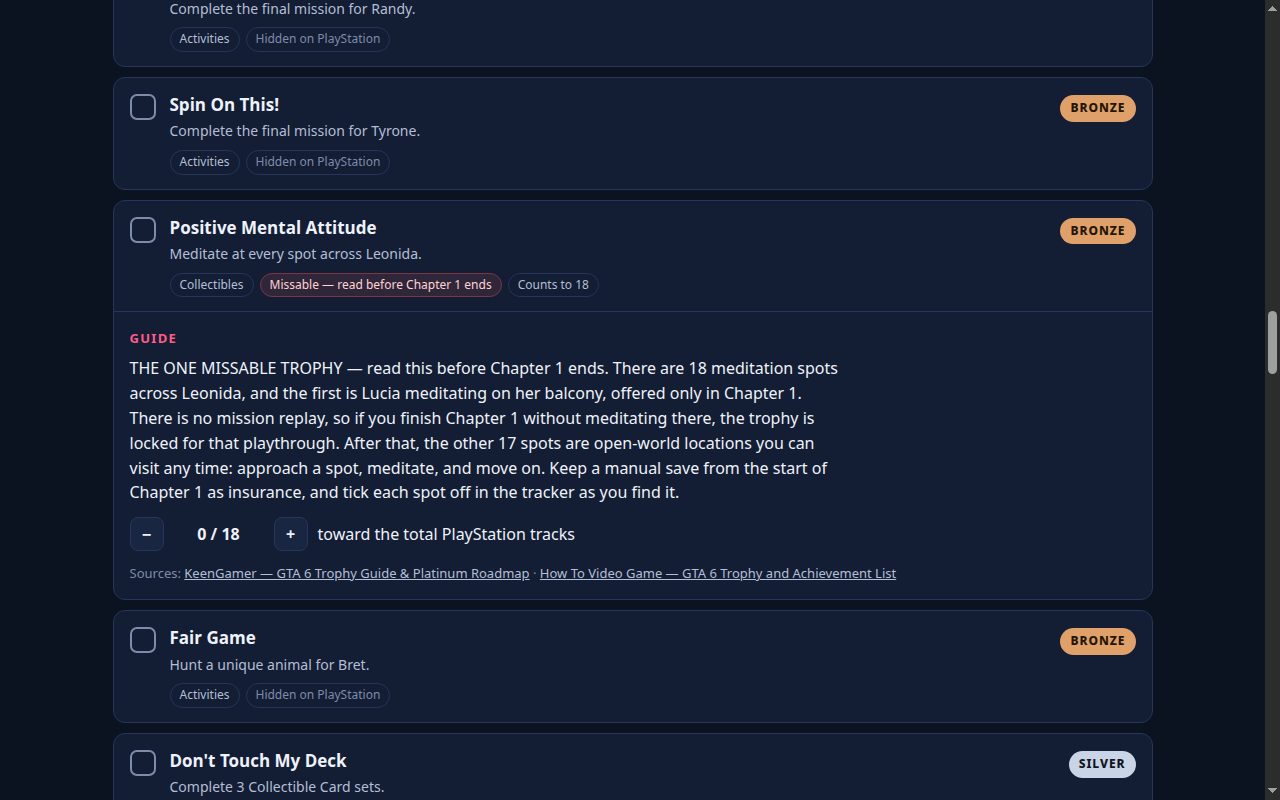 Complete the final mission for Randy.
Activities Hidden on PlayStation
Spin On This! BRONZE
Complete the final mission for Tyrone.
Activities Hidden on PlayStation
Positive Mental Attitude BRONZE
Meditate at every spot across Leonida.
Collectibles Missable — read before Chapter 1 ends Counts to 18
GUIDE
THE ONE MISSABLE TROPHY — read this before Chapter 1 ends. There are 18 meditation spots
across Leonida, and the first is Lucia meditating on her balcony, offered only in Chapter 1.
There is no mission replay, so if you finish Chapter 1 without meditating there, the trophy is
locked for that playthrough. After that, the other 17 spots are open-world locations you can
visit any time: approach a spot, meditate, and move on. Keep a manual save from the start of
Chapter 1 as insurance, and tick each spot off in the tracker as you find it.
− 0 / 18 + toward the total PlayStation tracks
Sources: KeenGamer — GTA 6 Trophy Guide & Platinum Roadmap · How To Video Game — GTA 6 Trophy and Achievement List
Fair Game BRONZE
Hunt a unique animal for Bret.
Activities Hidden on PlayStation
Don't Touch My Deck SILVER
Complete 3 Collectible Card sets.